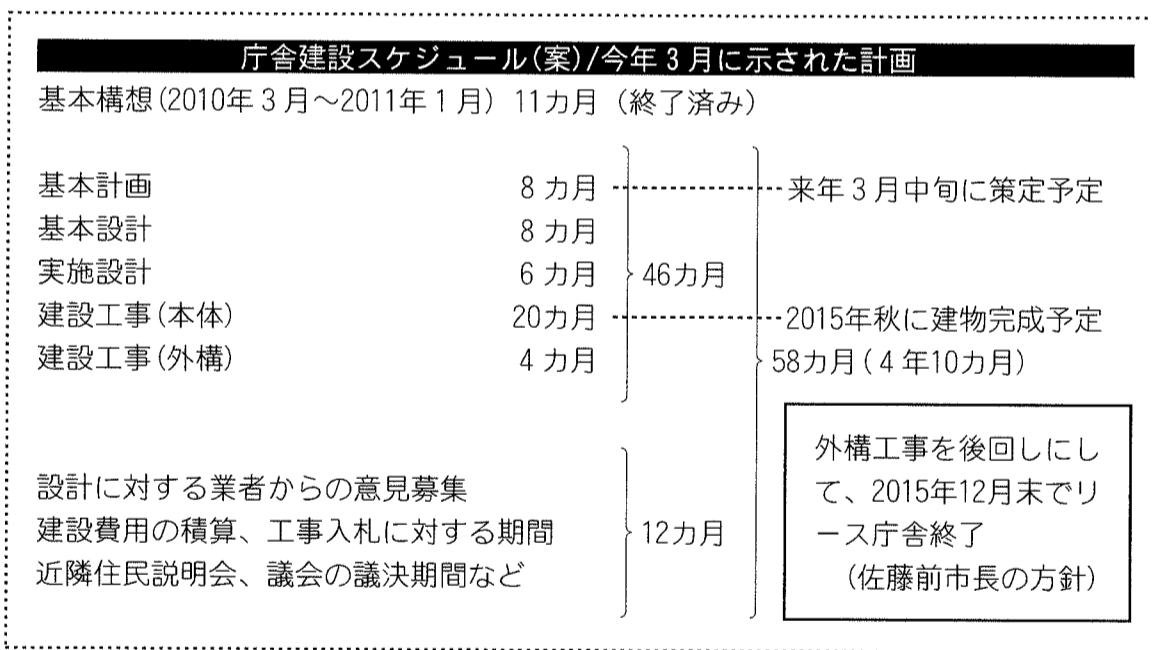 庁舎建設スケジュール(案)/今年3月に示された計画
基本構想(2010年3月～2011年1月) 11カ月 (終了済み)
基本計画 8カ月 来年3月中旬に策定予定
基本設計 8カ月
実施設計 6カ月 46カ月
建設工事(本体) 20カ月 2015年秋に建物完成予定
建設工事(外構) 4カ月 58カ月(4年10カ月)
設計に対する業者からの意見募集
建設費用の積算、工事入札に対する期間 12カ月
近隣住民説明会、議会の議決期間など
外構工事を後回しにし
て、2015年12月末でリ
ース庁舎終了
(佐藤前市長の方針)